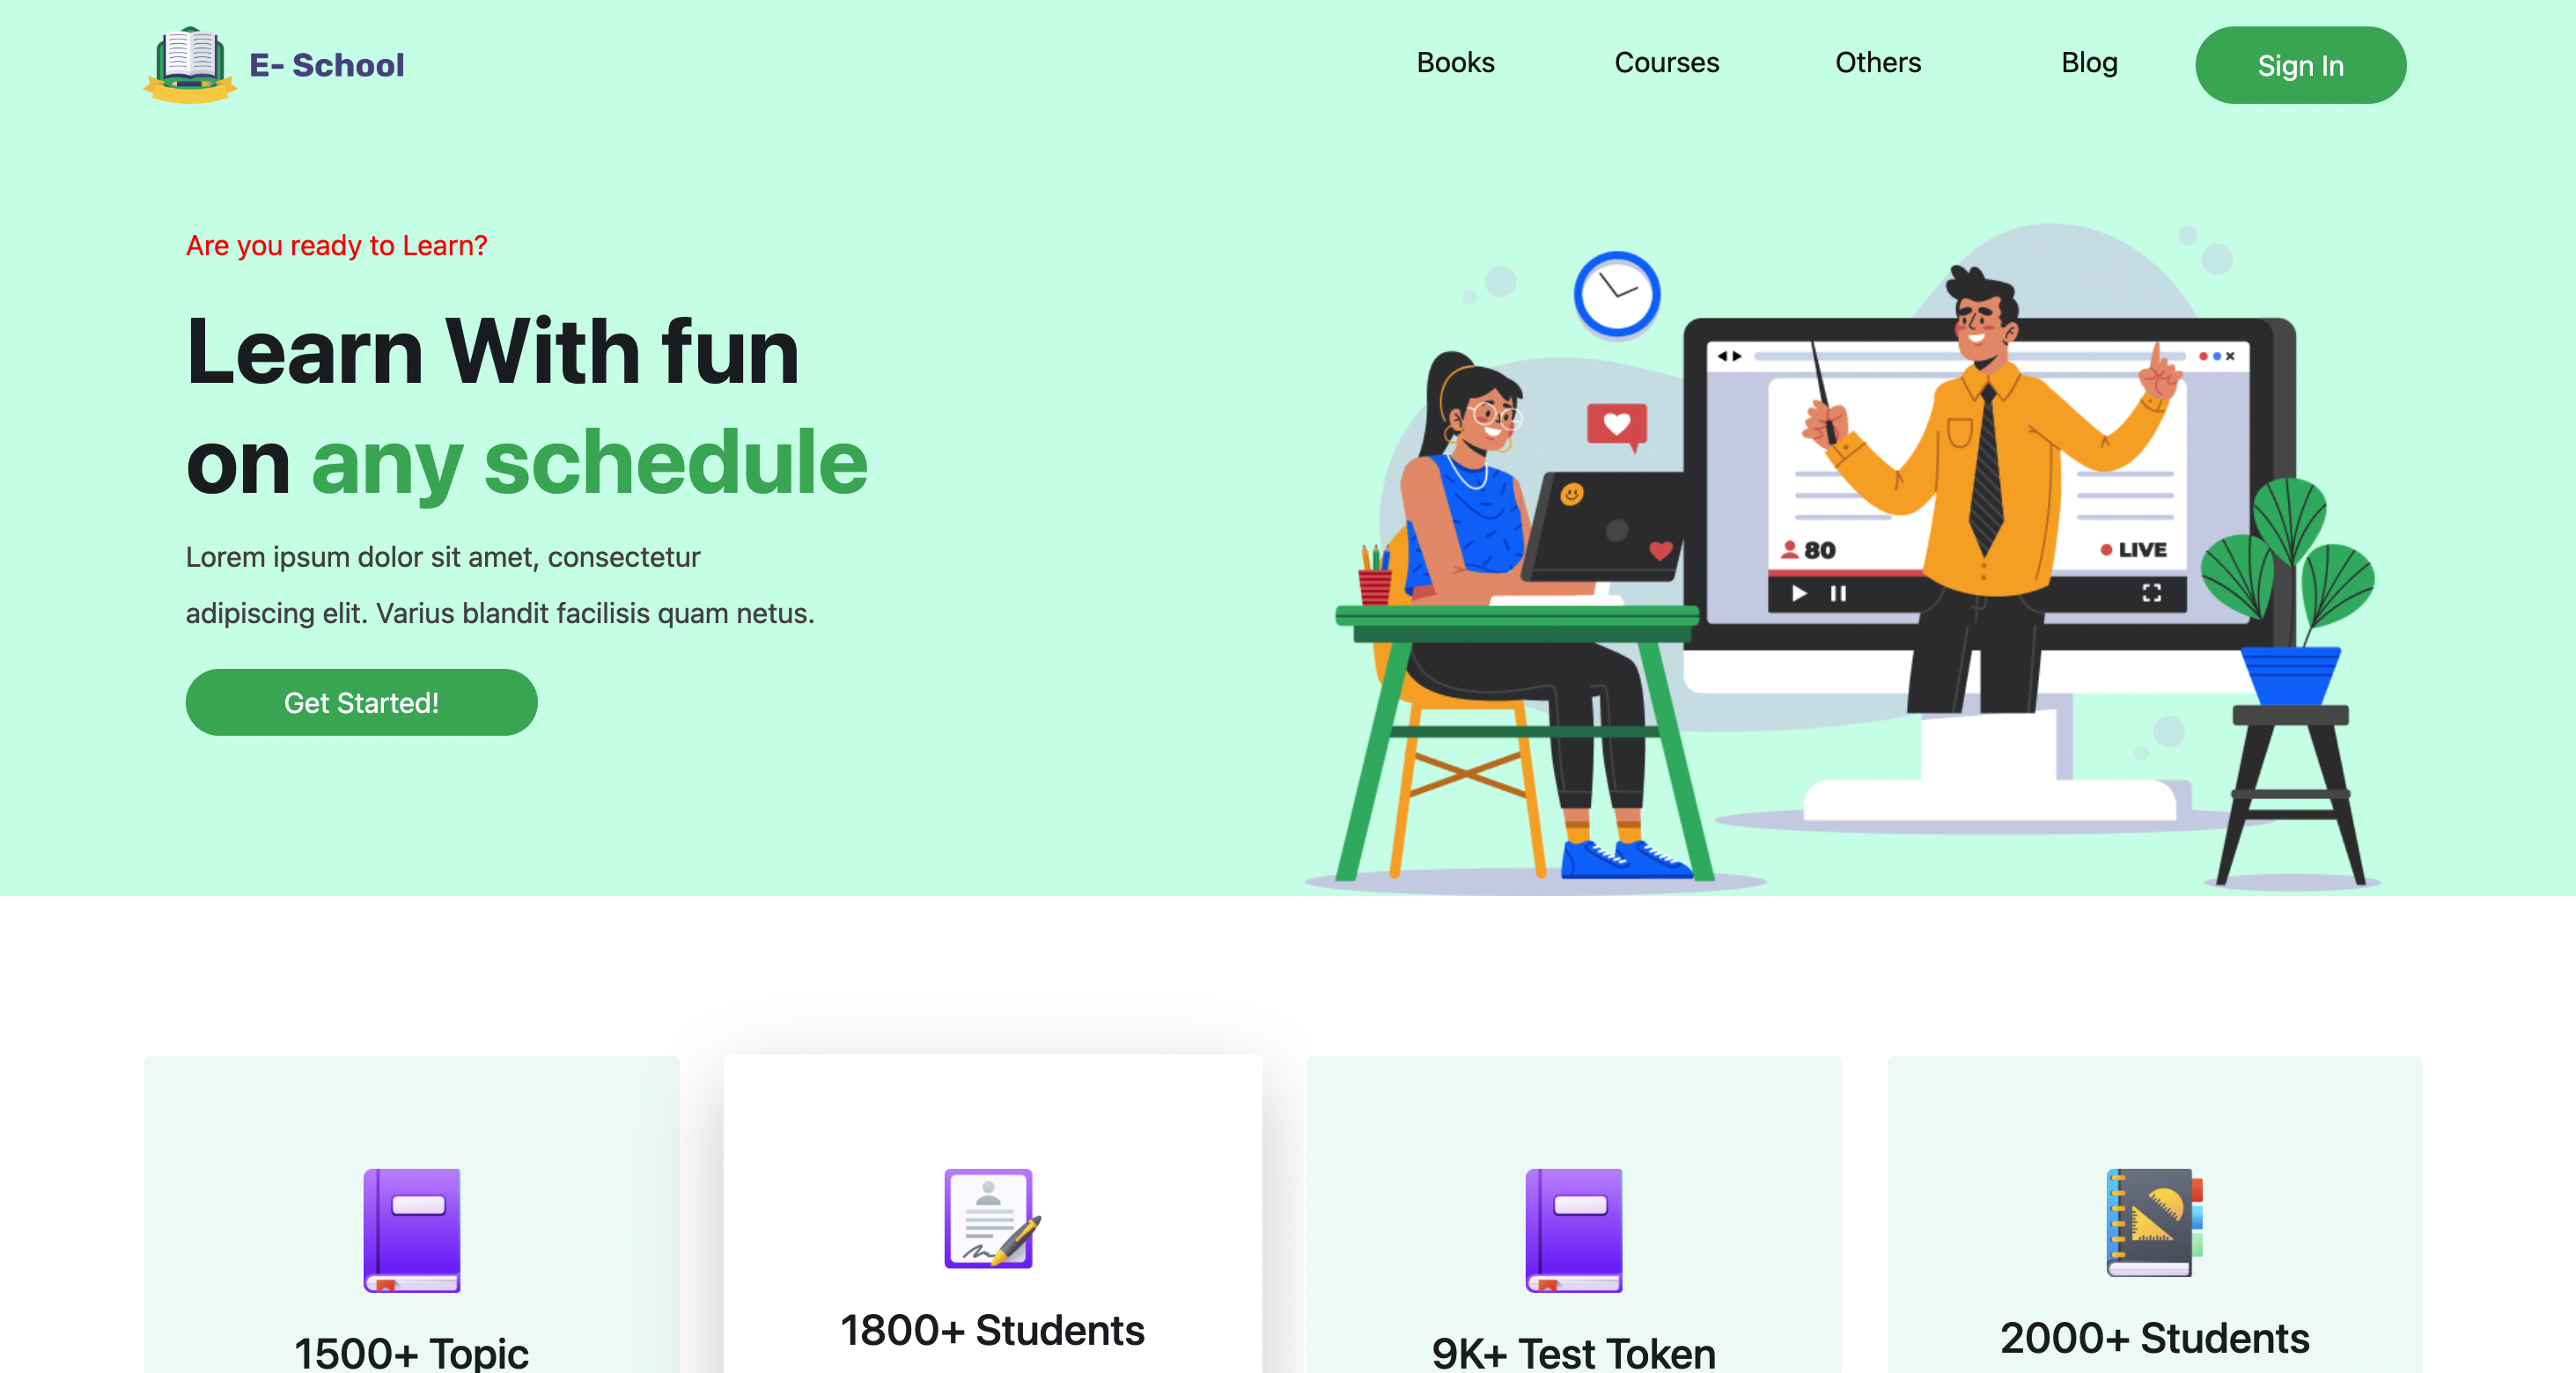 E- School
Books
Courses
Others
Blog
Sign In
Are you ready to Learn?
Learn With fun
on any schedule
Lorem ipsum dolor sit amet, consectetur
adipiscing elit. Varius blandit facilisis quam netus.
Get Started!
80
LIVE
1500+ Topic
1800+ Students
9K+ Test Token
2000+ Students